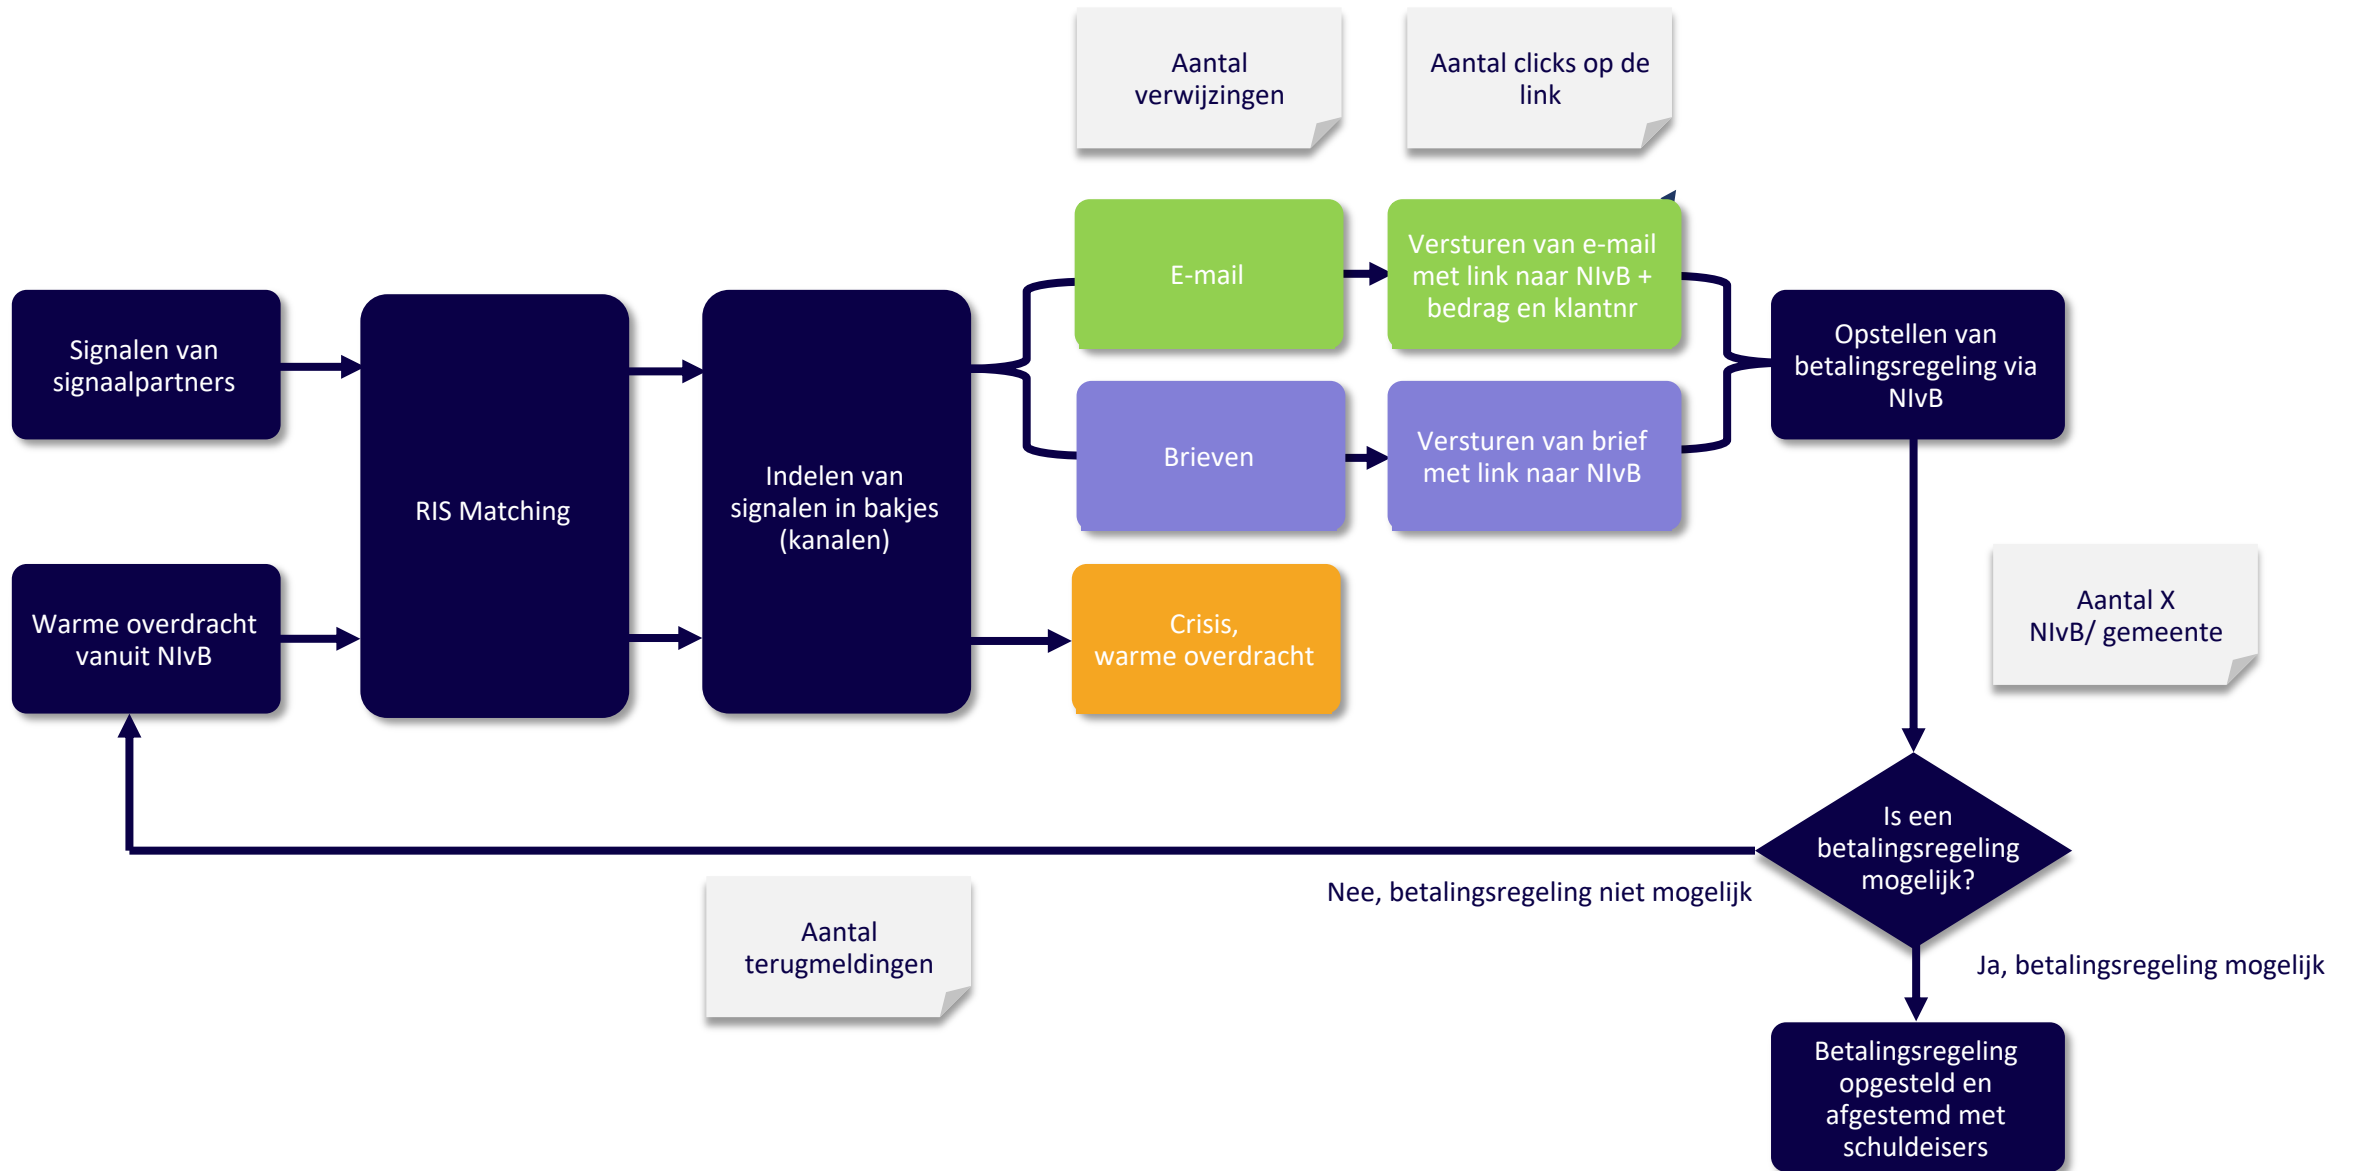 Aantal
verwijzingen
Aantal clicks op de
link
Signalen van
signaalpartners
Warme overdracht
vanuit NIvB
RIS Matching
Indelen van
signalen in bakjes
(kanalen)
E-mail
Versturen van e-mail
met link naar NIvB +
bedrag en klantnr
Brieven
Versturen van brief
met link naar NIvB
Crisis,
warme overdracht
Opstellen van
betalingsregeling via
NIvB
Aantal X
NIvB/ gemeente
Is een
betalingsregeling
mogelijk?
Nee, betalingsregeling niet mogelijk
Aantal
terugmeldingen
Ja, betalingsregeling mogelijk
Betalingsregeling
opgesteld en
afgestemd met
schuldeisers